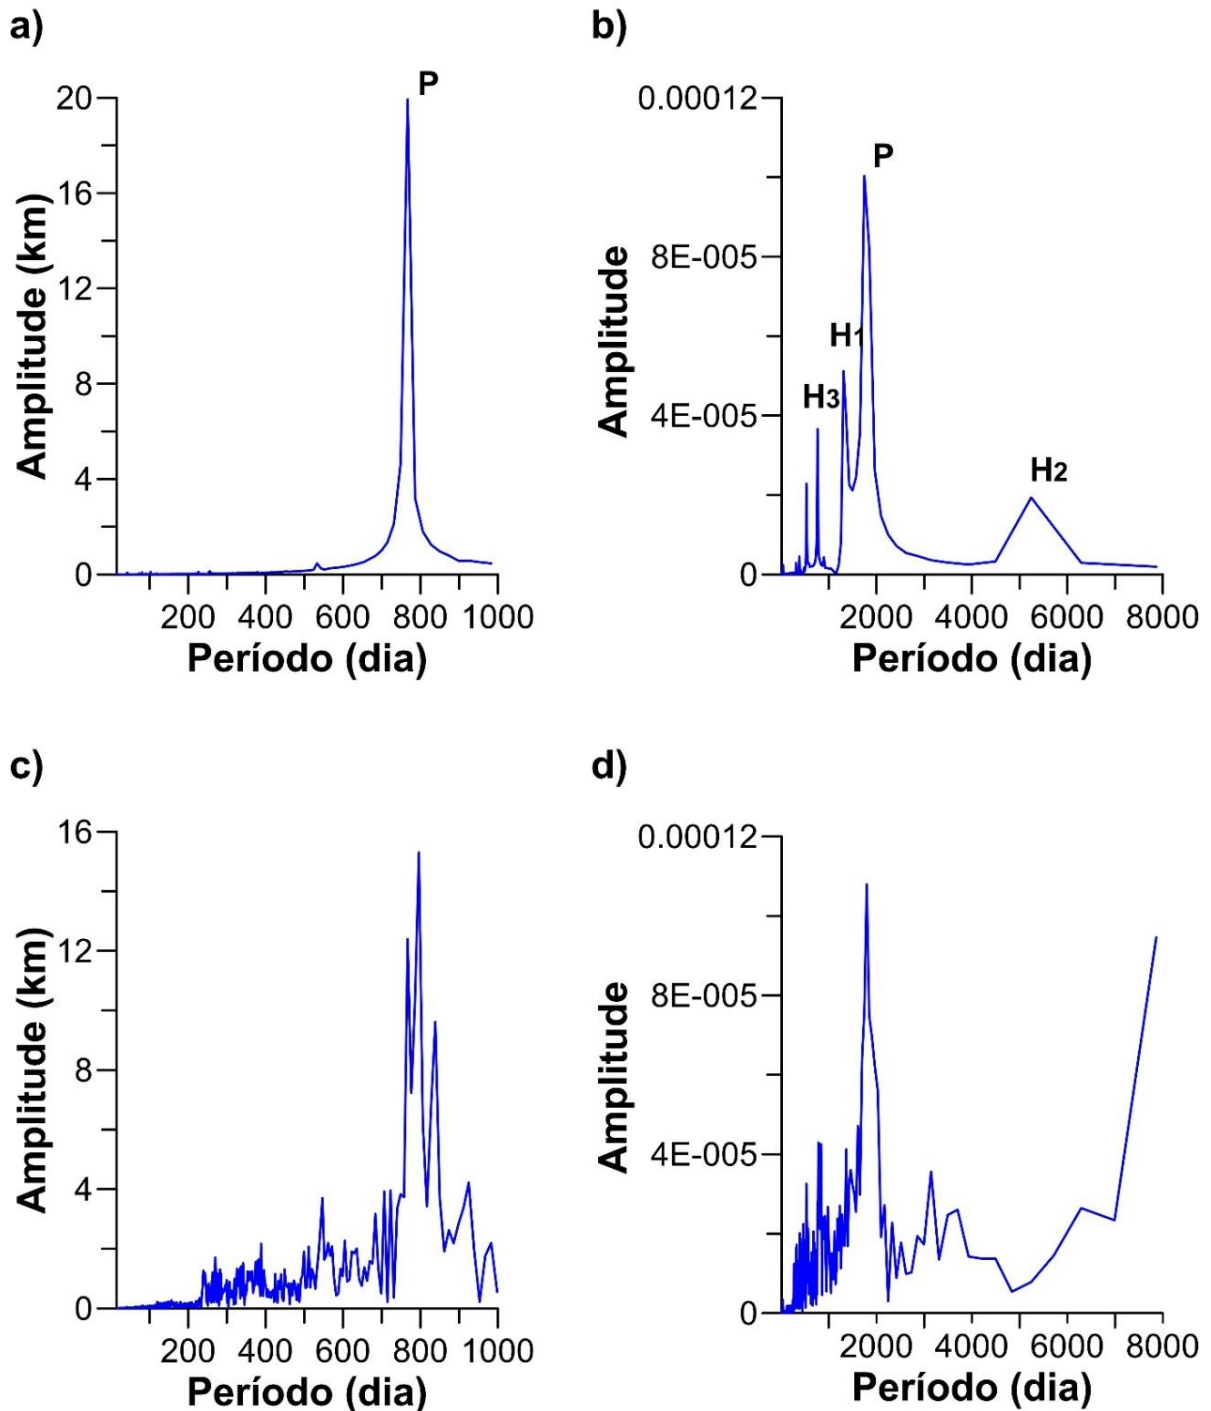 a)
P
20
16
12
8
4
0
Amplitude (km)
200 400 600 800 1000
Período (dia)
b)
0.00012
8E-005
4E-005
0
Amplitude
P
H1
H3
H2
2000 4000 6000 8000
Período (dia)
c)
16
12
8
4
0
Amplitude (km)
200 400 600 800 1000
Período (dia)
d)
0.00012
8E-005
4E-005
0
Amplitude
2000 4000 6000 8000
Período (dia)